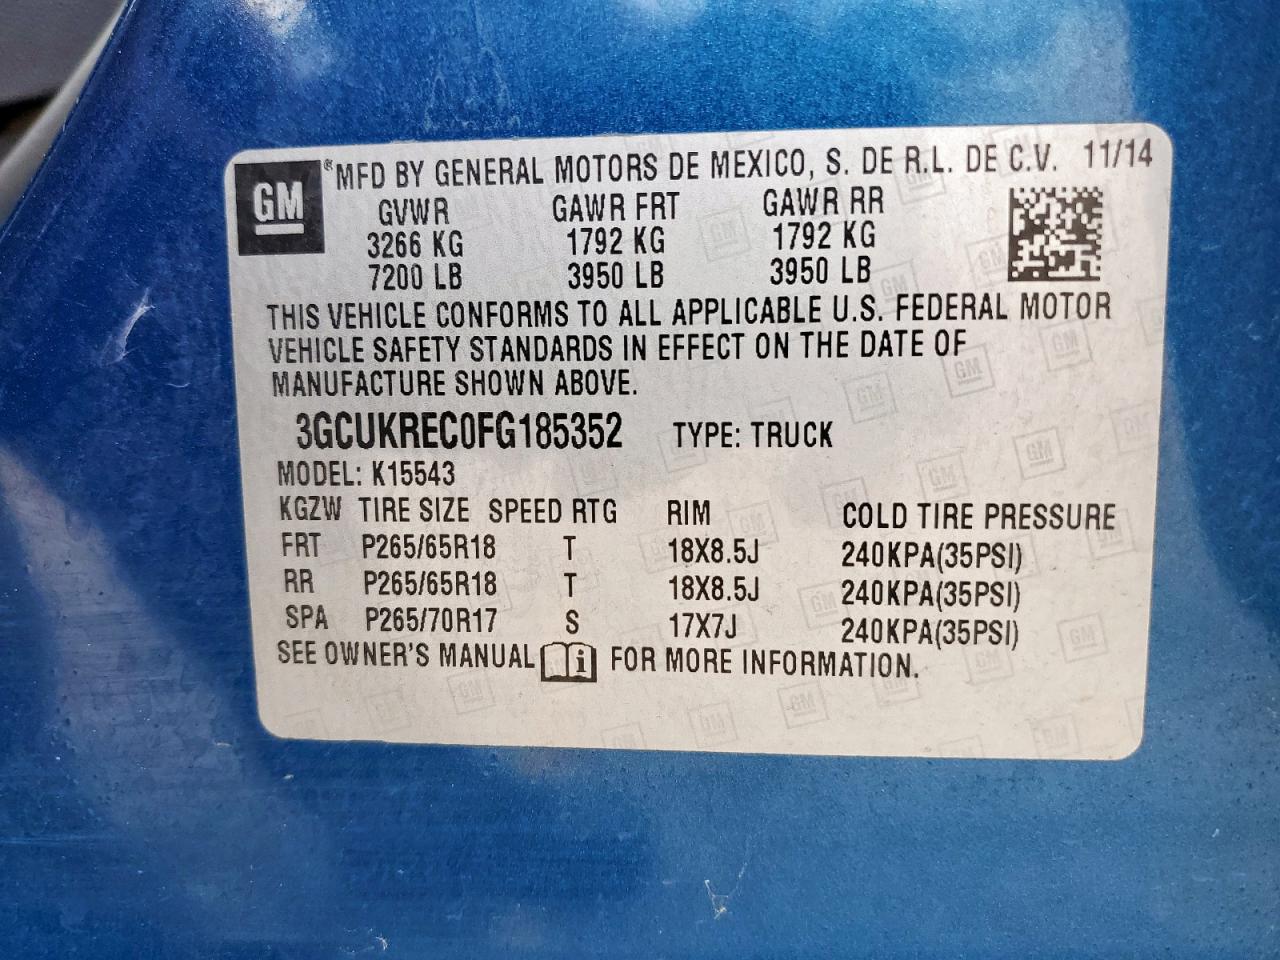 GM ®MFD BY GENERAL MOTORS DE MEXICO, S. DE R.L. DE C.V. 11/14
GVWR GAWR FRT GAWR RR
3266 KG 1792 KG 1792 KG
7200 LB 3950 LB 3950 LB
THIS VEHICLE CONFORMS TO ALL APPLICABLE U.S. FEDERAL MOTOR
VEHICLE SAFETY STANDARDS IN EFFECT ON THE DATE OF
MANUFACTURE SHOWN ABOVE.
3GCUKREC0FG185352 TYPE: TRUCK
MODEL: K15543
KGZW TIRE SIZE SPEED RTG RIM COLD TIRE PRESSURE
FRT P265/65R18 T 18X8.5J 240KPA(35PSI)
RR P265/65R18 T 18X8.5J 240KPA(35PSI)
SPA P265/70R17 S 17X7J 240KPA(35PSI)
SEE OWNER'S MANUAL i FOR MORE INFORMATION.